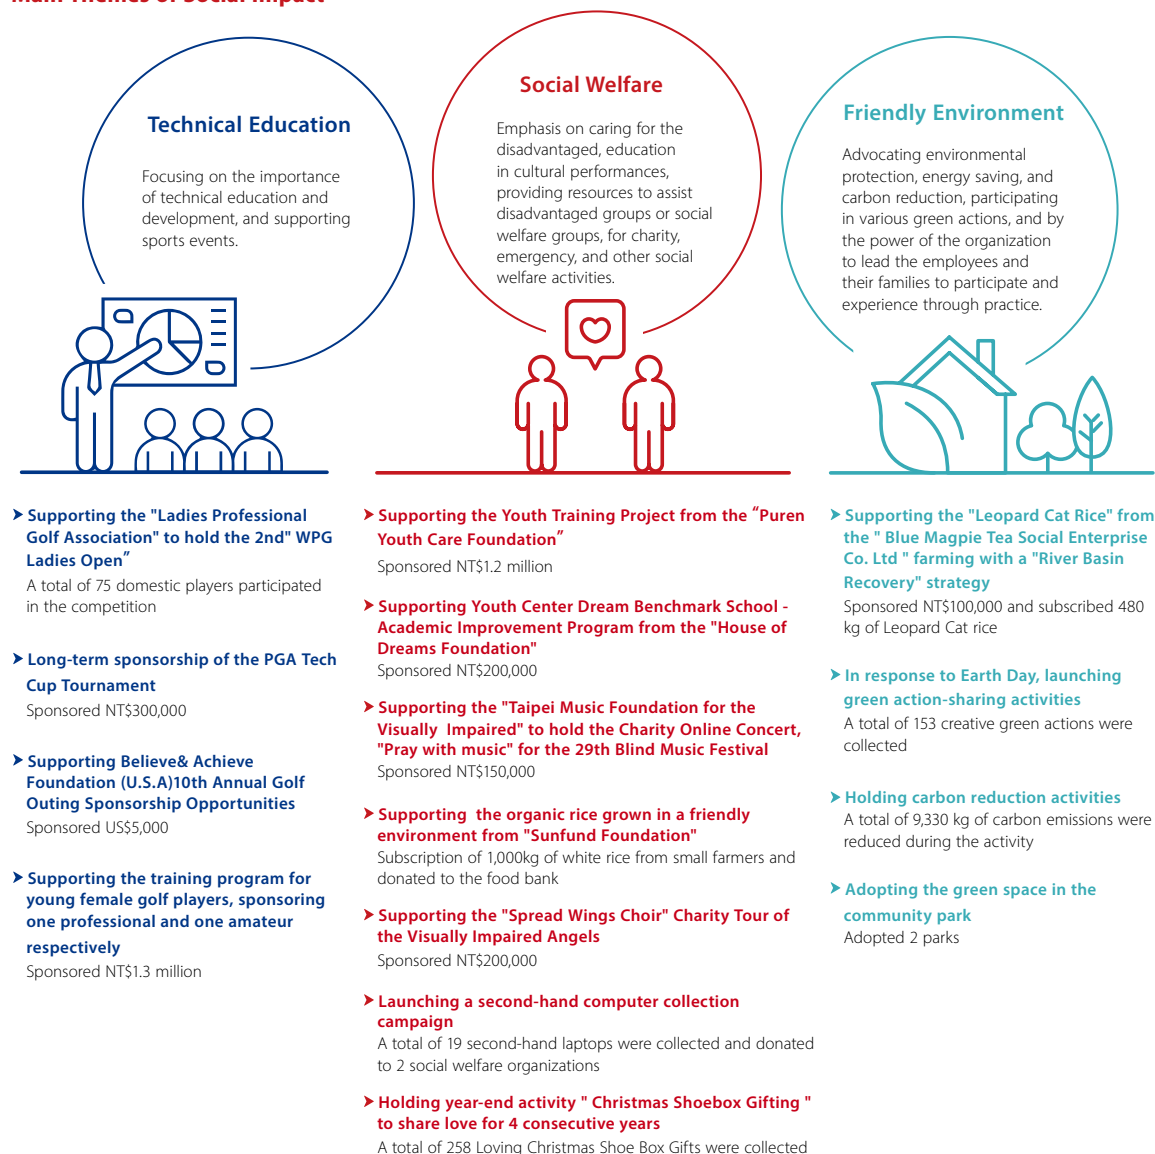 Main Themes of Social Impact
Technical Education
Focusing on the importance
of technical education and
development, and supporting
sports events.
Social Welfare
Emphasis on caring for the
disadvantaged, education
in cultural performances,
providing resources to assist
disadvantaged groups or social
welfare groups, for charity,
emergency, and other social
welfare activities.
Friendly Environment
Advocating environmental
protection, energy saving, and
carbon reduction, participating
in various green actions, and by
the power of the organization
to lead the employees and
their families to participate and
experience through practice.
Supporting the "Ladies Professional
Golf Association" to hold the 2nd" WPG
Ladies Open”
A total of 75 domestic players participated
in the competition
Long-term sponsorship of the PGA Tech
Cup Tournament
Sponsored NT$300,000
Supporting Believe& Achieve
Foundation (U.S.A)10th Annual Golf
Outing Sponsorship Opportunities
Sponsored US$5,000
Supporting the training program for
young female golf players, sponsoring
one professional and one amateur
respectively
Sponsored NT$1.3 million
Supporting the Youth Training Project from the “Puren
Youth Care Foundation”
Sponsored NT$1.2 million
Supporting Youth Center Dream Benchmark School -
Academic Improvement Program from the "House of
Dreams Foundation"
Sponsored NT$200,000
Supporting the "Taipei Music Foundation for the
Visually  Impaired" to hold the Charity Online Concert,
"Pray with music" for the 29th Blind Music Festival
Sponsored NT$150,000
Supporting  the organic rice grown in a friendly
environment from "Sunfund Foundation"
Subscription of 1,000kg of white rice from small farmers and
donated to the food bank
Supporting the "Spread Wings Choir" Charity Tour of
the Visually Impaired Angels
Sponsored NT$200,000
Launching a second-hand computer collection
campaign
A total of 19 second-hand laptops were collected and donated
to 2 social welfare organizations
Holding year-end activity " Christmas Shoebox Gifting "
to share love for 4 consecutive years
A total of 258 Loving Christmas Shoe Box Gifts were collected
Supporting the "Leopard Cat Rice" from
the " Blue Magpie Tea Social Enterprise
Co. Ltd " farming with a "River Basin
Recovery" strategy
Sponsored NT$100,000 and subscribed 480
kg of Leopard Cat rice
In response to Earth Day, launching
green action-sharing activities
A total of 153 creative green actions were
collected
Holding carbon reduction activities
A total of 9,330 kg of carbon emissions were
reduced during the activity
Adopting the green space in the
community park
Adopted 2 parks